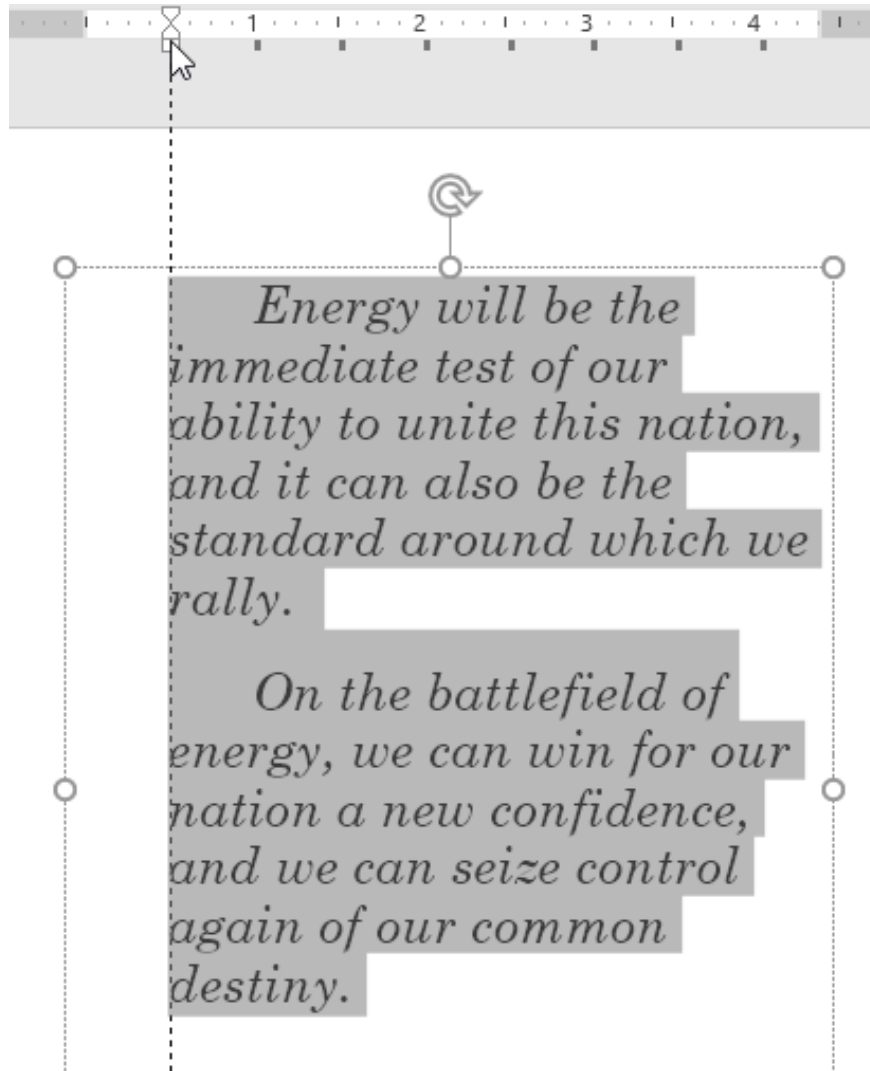 1 2 3 4
Energy will be the
immediate test of our
ability to unite this nation,
and it can also be the
standard around which we
rally.
On the battlefield of
energy, we can win for our
nation a new confidence,
and we can seize control
again of our common
destiny.